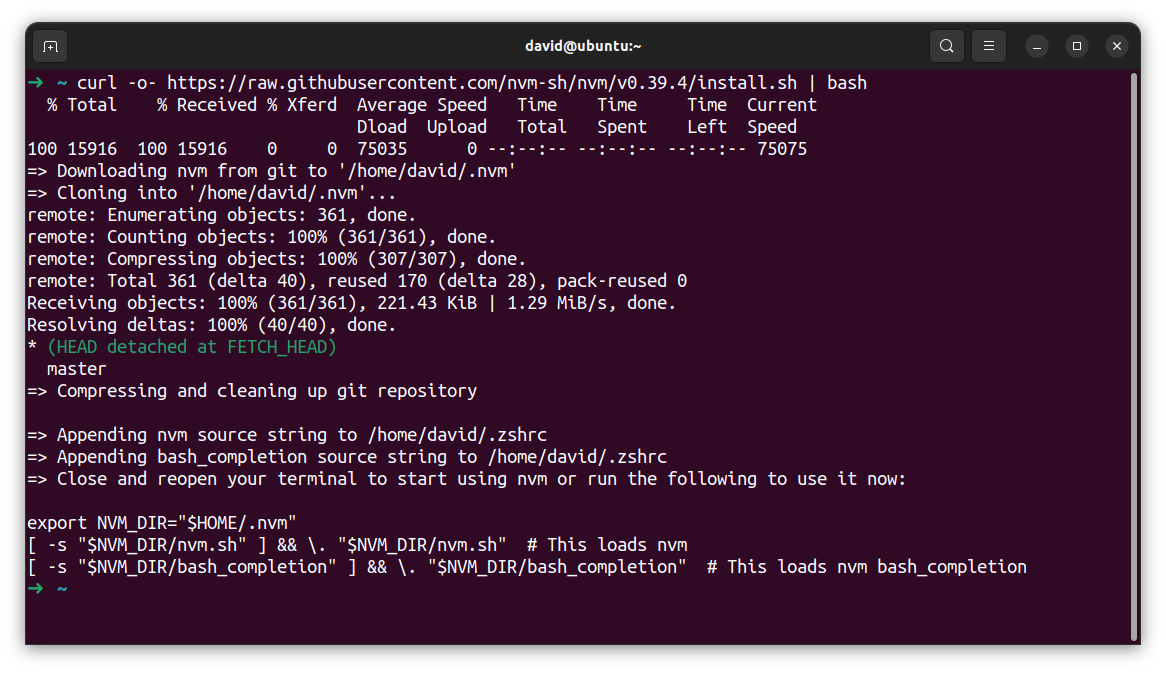 david@ubuntu:~
➜  ~ curl -o- https://raw.githubusercontent.com/nvm-sh/nvm/v0.39.4/install.sh | bash
  % Total    % Received % Xferd  Average Speed   Time    Time     Time  Current
                                 Dload  Upload   Total   Spent    Left  Speed
100 15916  100 15916    0     0  75035      0 --:--:-- --:--:-- --:--:-- 75075
=> Downloading nvm from git to '/home/david/.nvm'
=> Cloning into '/home/david/.nvm'...
remote: Enumerating objects: 361, done.
remote: Counting objects: 100% (361/361), done.
remote: Compressing objects: 100% (307/307), done.
remote: Total 361 (delta 40), reused 170 (delta 28), pack-reused 0
Receiving objects: 100% (361/361), 221.43 KiB | 1.29 MiB/s, done.
Resolving deltas: 100% (40/40), done.
* (HEAD detached at FETCH_HEAD)
  master
=> Compressing and cleaning up git repository

=> Appending nvm source string to /home/david/.zshrc
=> Appending bash_completion source string to /home/david/.zshrc
=> Close and reopen your terminal to start using nvm or run the following to use it now:

export NVM_DIR="$HOME/.nvm"
[ -s "$NVM_DIR/nvm.sh" ] && \. "$NVM_DIR/nvm.sh"  # This loads nvm
[ -s "$NVM_DIR/bash_completion" ] && \. "$NVM_DIR/bash_completion"  # This loads nvm bash_completion
➜  ~